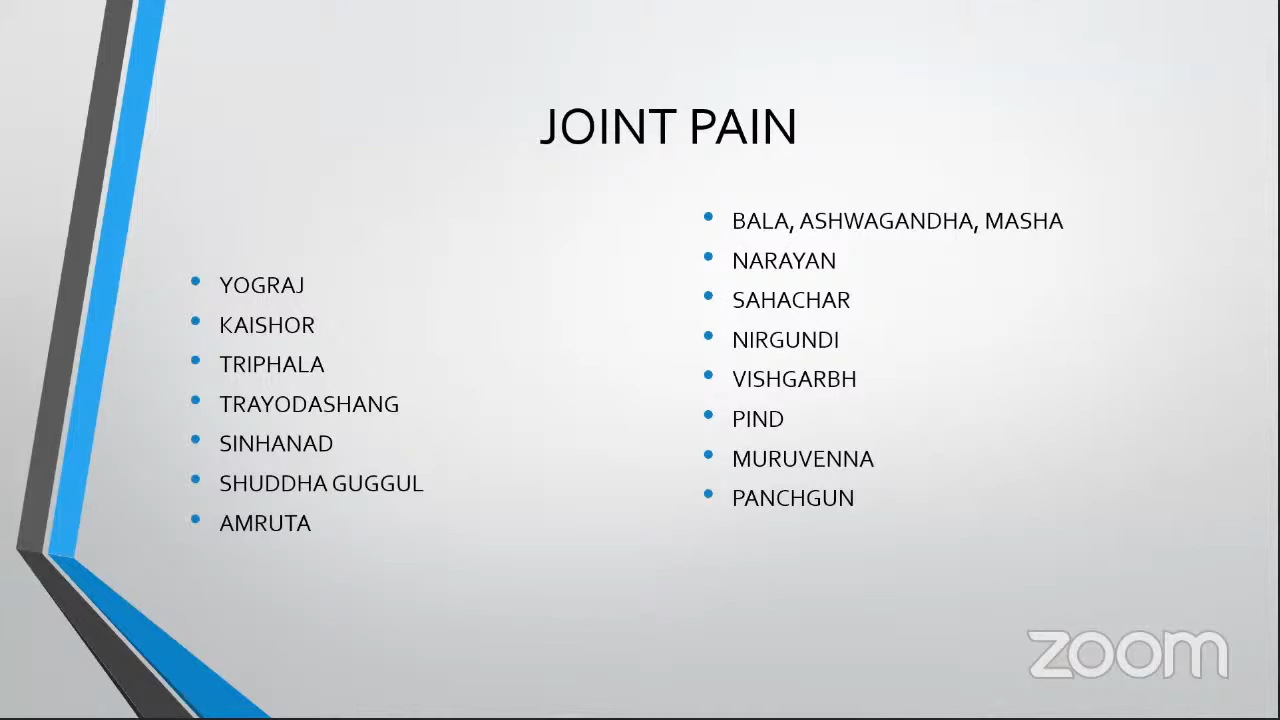 JOINT PAIN
YOGRAJ
KAISHOR
TRIPHALA
TRAYODASHANG
SINHANAD
SHUDDHA GUGGUL
AMRUTA
BALA, ASHWAGANDHA, MASHA
NARAYAN
SAHACHAR
NIRGUNDI
VISHGARBH
PIND
MURUVENNA
PANCHGUN
zoom